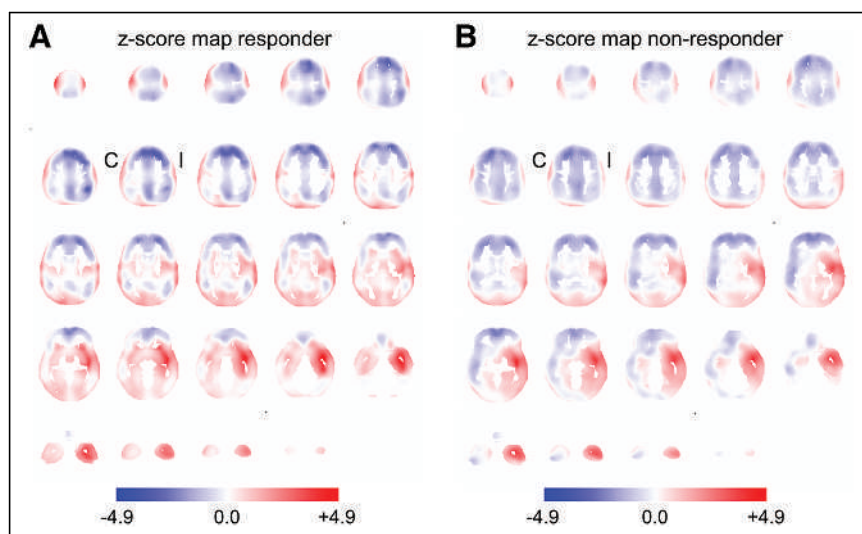 A
z-score map responder
C
I
-4.9
0.0
+4.9
B
z-score map non-responder
C
I
-4.9
0.0
+4.9